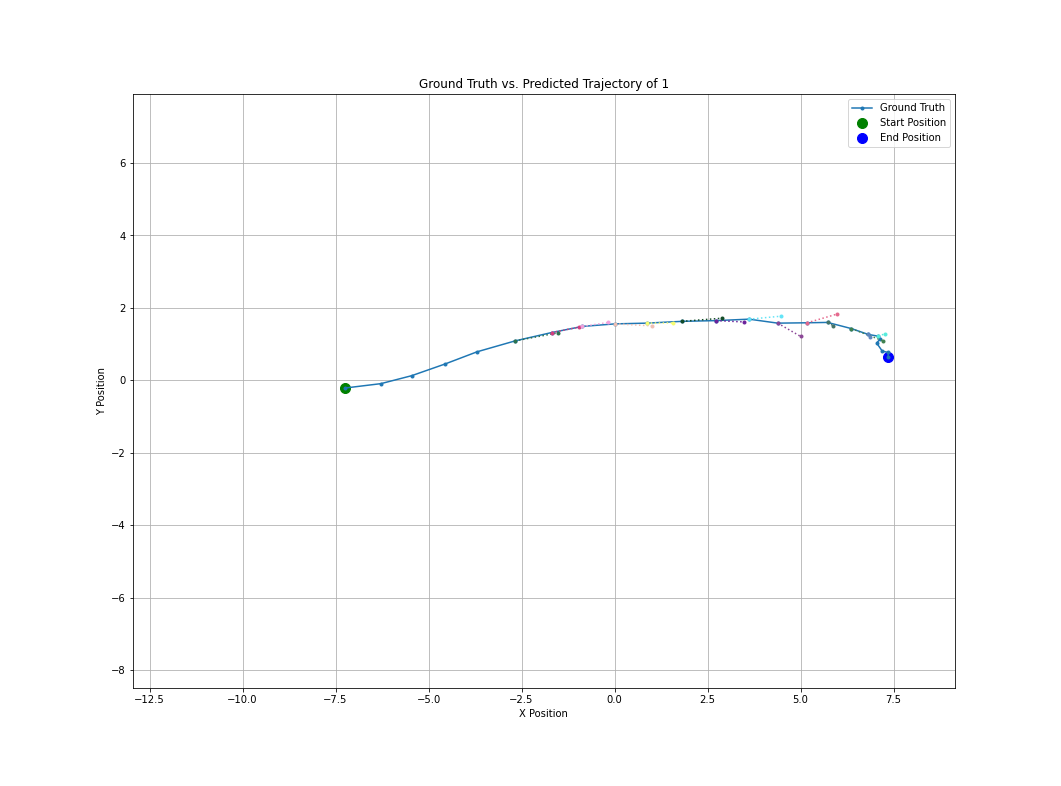 Ground Truth vs. Predicted Trajectory of 1
Ground Truth
Start Position
End Position
6
4
2
0
−2
−4
−6
−8
Y Position
−12.5 −10.0 −7.5 −5.0 −2.5 0.0 2.5 5.0 7.5
X Position